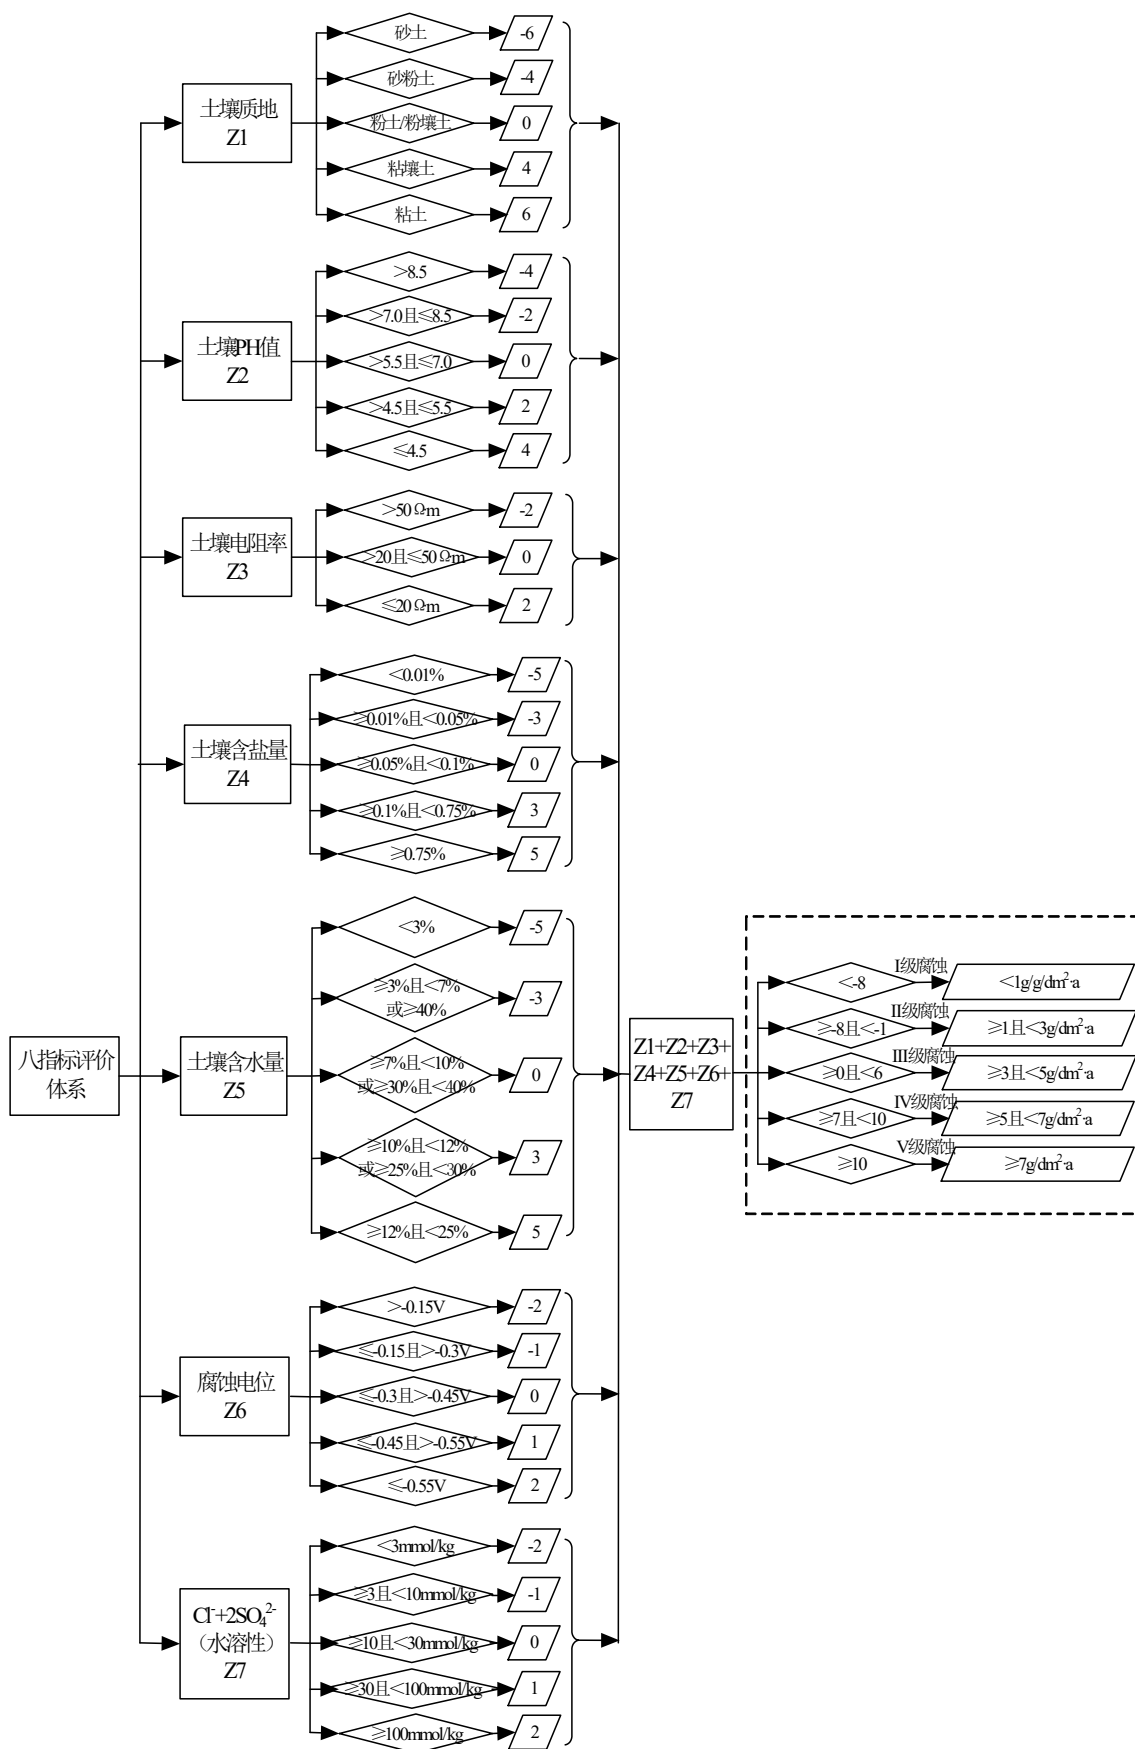 砂土
-6
砂粉土
-4
土壤质地
Z1
粉土/粉壤土
0
粘壤土
4
粘土
6
>8.5
-4
>7.0且≤8.5
-2
土壤PH值
Z2
>5.5且≤7.0
0
>4.5且≤5.5
2
≤4.5
4
>50Ω·m
-2
土壤电阻率
Z3
>20且≤50Ω·m
0
≤20Ω·m
2
<0.01%
-5
≥0.01%且<0.05%
-3
土壤含盐量
Z4
≥0.05%且<0.1%
0
≥0.1%且<0.75%
3
≥0.75%
5
<3%
-5
≥3%且<7%
或≥40%
-3
八指标评价
体系
土壤含水量
Z5
≥7%且<10%
或≥30%且<40%
0
≥10%且<12%
或≥25%且<30%
3
≥12%且<25%
5
Z1+Z2+Z3+
Z4+Z5+Z6+
Z7
<-8
I级腐蚀
<1g/g/dm²·a
≥-8且<-1
II级腐蚀
≥1且<3g/dm²·a
≥0且<6
III级腐蚀
≥3且<5g/dm²·a
≥7且<10
IV级腐蚀
≥5且<7g/dm²·a
≥10
V级腐蚀
≥7g/dm²·a
>-0.15V
-2
≤-0.15且>-0.3V
-1
腐蚀电位
Z6
≤-0.3且>-0.45V
0
≤-0.45且>-0.55V
1
≤-0.55V
2
<3mmol/kg
-2
≥3且<10mmol/kg
-1
Cl⁻+2SO₄²⁻
（水溶性）
Z7
≥10且<30mmol/kg
0
≥30且<100mmol/kg
1
≥100mmol/kg
2